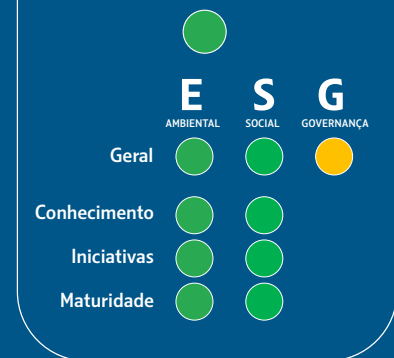 E S G
AMBIENTAL SOCIAL GOVERNANÇA
Geral
Conhecimento
Iniciativas
Maturidade